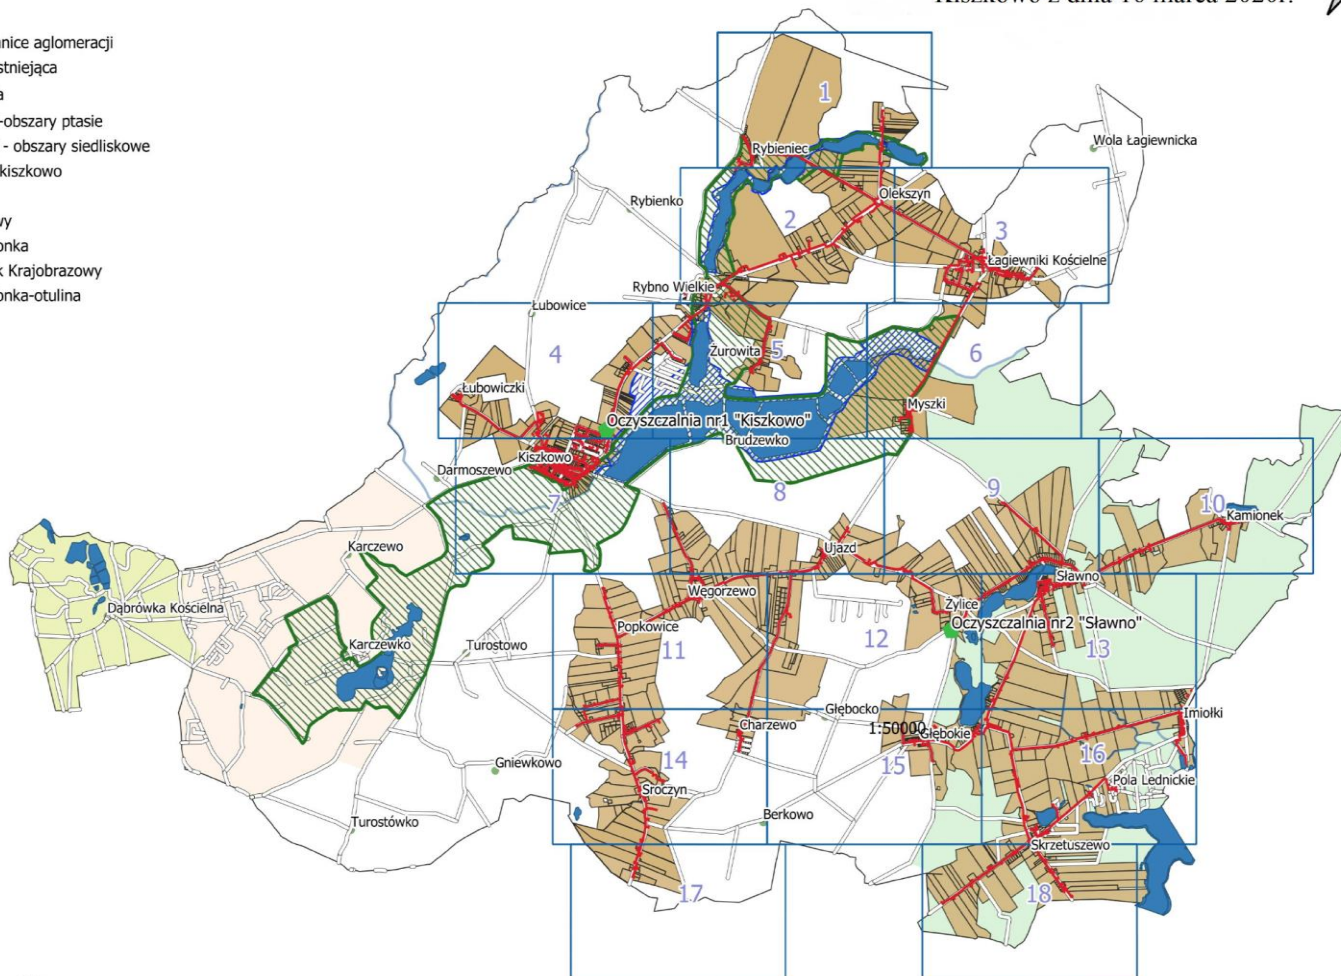 Kiszkowo z dnia 10 marca 2020r.
nice aglomeracji
stniejąca
a
-obszary ptasie
- obszary siedliskowe
kiszkowo
wy
onka
k Krajobrazowy
onka-otulina
1
Rybieniec
Wola Łagiewnicka
Rybienko
2
Olekszyn
3
Łagiewniki Kościelne
Rybno Wielkie
Łubowice
4
Żurowita
5
6
Łubowiczki
Myszki
Oczyszczalnia nr1 "Kiszkowo"
Brudzewko
Kiszkowo
Darmoszewo
7
8
9
10
Kamionek
Karczewo
Ujazd
Sławno
Dąbrówka Kościelna
Węgorzewo
Żylice
Popkowice
Oczyszczalnia nr2 "Sławno"
Karczewko
Turostowo
11
12
13
Głębocko
Imiołki
Charzewo
1:50000
Głębokie
Gniewkowo
14
15
16
Pola Lednickie
Sroczyn
Turostówko
Berkowo
Skrzetuszewo
17
18